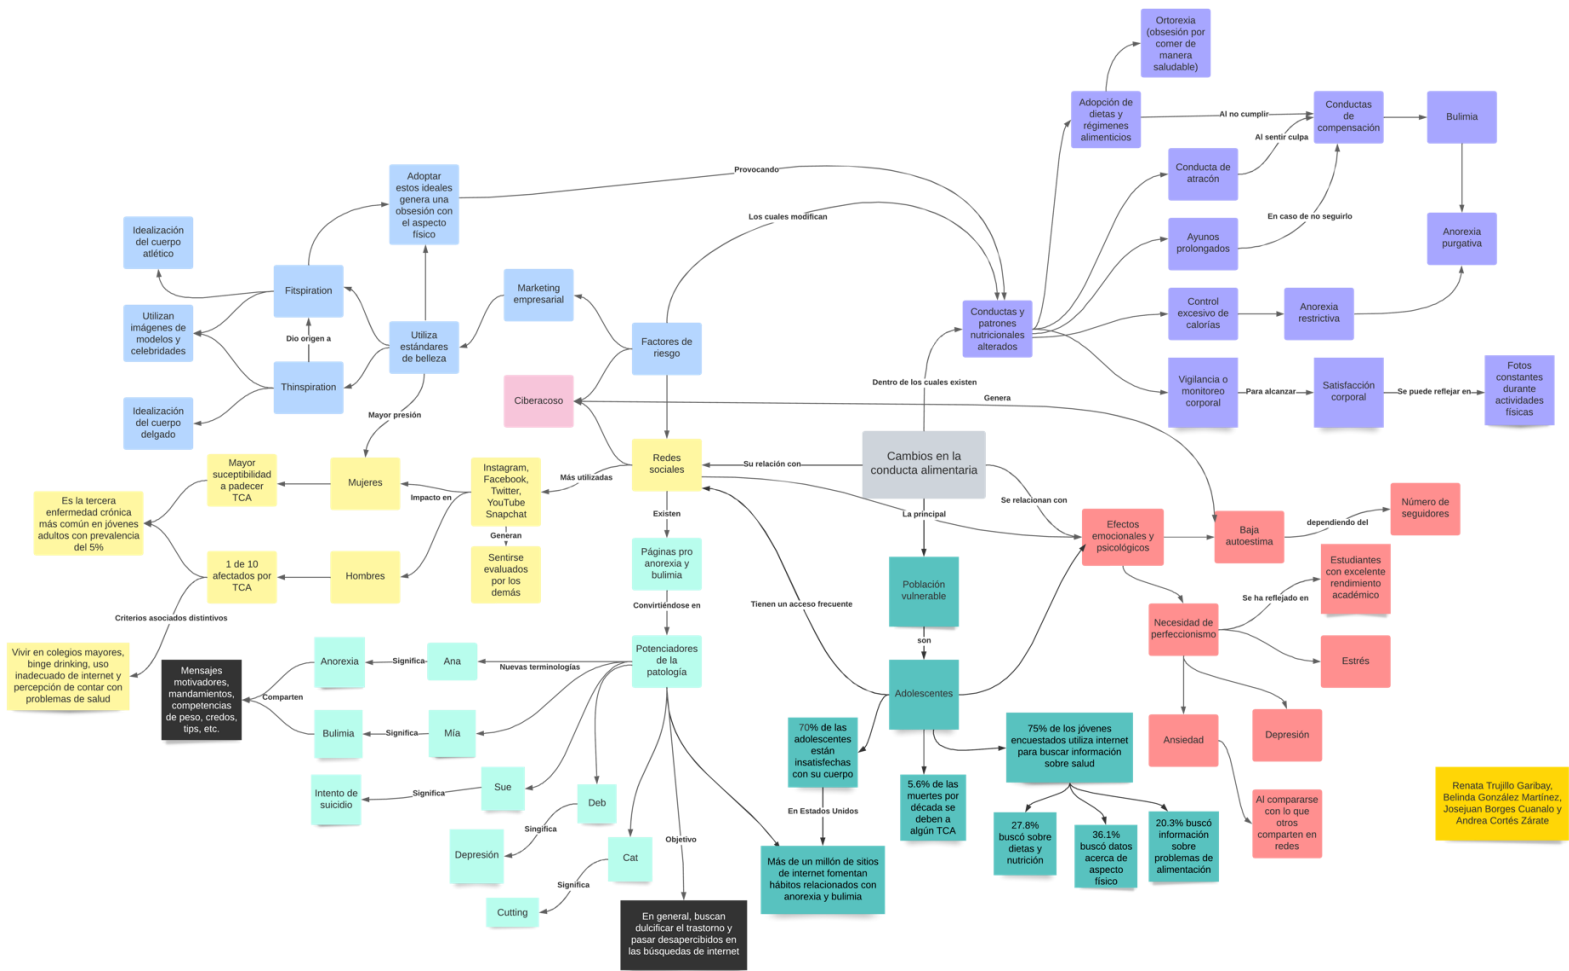 Ortorexia
(obsesión por
comer de
manera
saludable)
Adopción de
dietas y
régimenes
alimenticios
Al no cumplir
Conductas
de
compensación
Bulimia
Al sentir culpa
Conducta de
atracón
Provocando
Adoptar
estos ideales
genera una
obsesión con
el aspecto
físico
Los cuales modifican
En caso de no seguirlo
Ayunos
prolongados
Anorexia
purgativa
Idealización
del cuerpo
atlético
Fitspiration
Marketing
empresarial
Utilizan
imágenes de
modelos y
celebridades
Dio origen a
Utiliza
estándares
de belleza
Factores de
riesgo
Conductas y
patrones
nutricionales
alterados
Control
excesivo de
calorías
Anorexia
restrictiva
Thinspiration
Ciberacoso
Dentro de los cuales existen
Genera
Vigilancia o
monitoreo
corporal
Para alcanzar
Satisfacción
corporal
Se puede reflejar en
Fotos
constantes
durante
actividades
físicas
Idealización
del cuerpo
delgado
Mayor presión
Mayor
suceptibilidad
a padecer
TCA
Mujeres
Impacto en
Instagram,
Facebook,
Twitter,
YouTube
Snapchat
Más utilizadas
Redes
sociales
Su relación con
Cambios en la
conducta alimentaria
Se relacionan con
La principal
Es la tercera
enfermedad crónica
más común en jóvenes
adultos con prevalencia
del 5%
Generan
Existen
Efectos
emocionales y
psicológicos
Baja
autoestima
dependiendo del
Número de
seguidores
1 de 10
afectados por
TCA
Hombres
Sentirse
evaluados
por los
demás
Páginas pro
anorexia y
bulimia
Población
vulnerable
Estudiantes
con excelente
rendimiento
académico
Se ha reflejado en
Criterios asociados distintivos
Convirtiéndose en
Tienen un acceso frecuente
son
Necesidad de
perfeccionismo
Estrés
Vivir en colegios mayores,
binge drinking, uso
inadecuado de internet y
percepción de contar con
problemas de salud
Mensajes
motivadores,
mandamientos,
competencias
de peso, credos,
tips, etc.
Comparten
Anorexia
Significa
Ana
Nuevas terminologías
Potenciadores
de la
patología
Adolescentes
Bulimia
Significa
Mía
70% de las
adolescentes
están
insatisfechas
con su cuerpo
75% de los jóvenes
encuestados utiliza internet
para buscar información
sobre salud
Ansiedad
Depresión
Intento de
suicidio
Significa
Sue
Deb
Singifica
Depresión
Cat
Significa
Cutting
Objetivo
En Estados Unidos
5.6% de las
muertes por
década se
deben a
algún TCA
27.8%
buscó sobre
dietas y
nutrición
36.1%
buscó datos
acerca de
aspecto
físico
20.3% buscó
información
sobre
problemas de
alimentación
Al compararse
con lo que
otros
comparten en
redes
Renata Trujillo Garibay,
Belinda González Martínez,
Josejuan Borges Cuanalo y
Andrea Cortés Zárate
Más de un millón de sitios
de internet fomentan
hábitos relacionados con
anorexia y bulimia
En general, buscan
dulcificar el trastorno y
pasar desapercibidos en
las búsquedas de internet